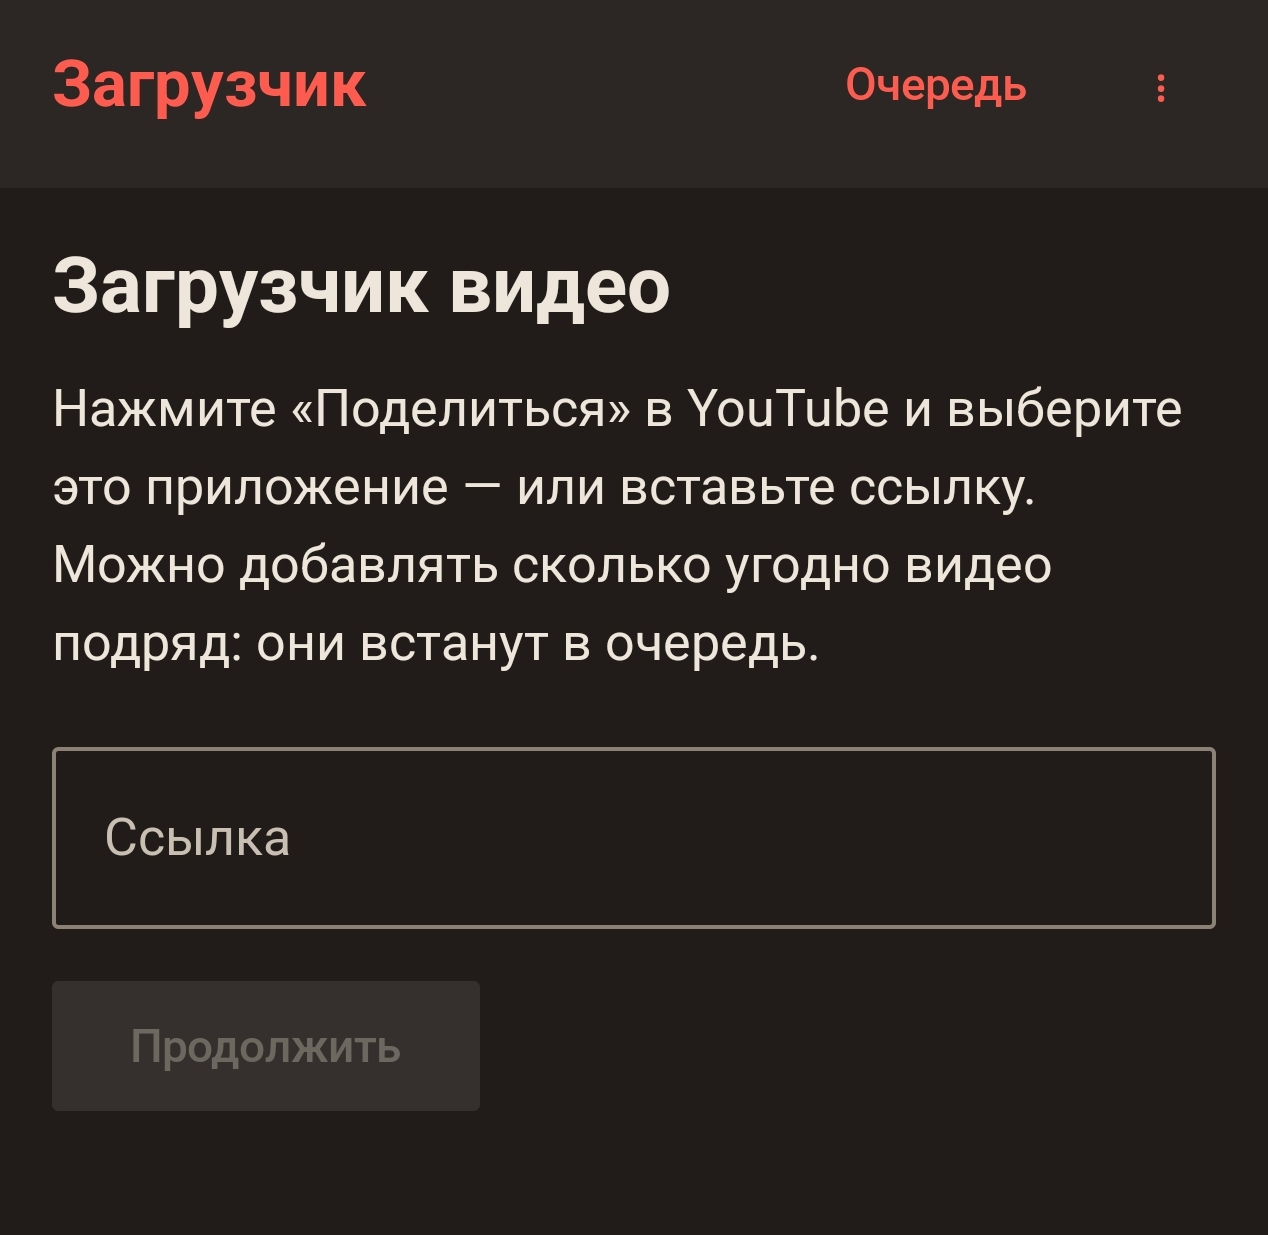 Загрузчик
Очередь
Загрузчик видео
Нажмите «Поделиться» в YouTube и выберите
это приложение — или вставьте ссылку.
Можно добавлять сколько угодно видео
подряд: они встанут в очередь.
Ссылка
Продолжить